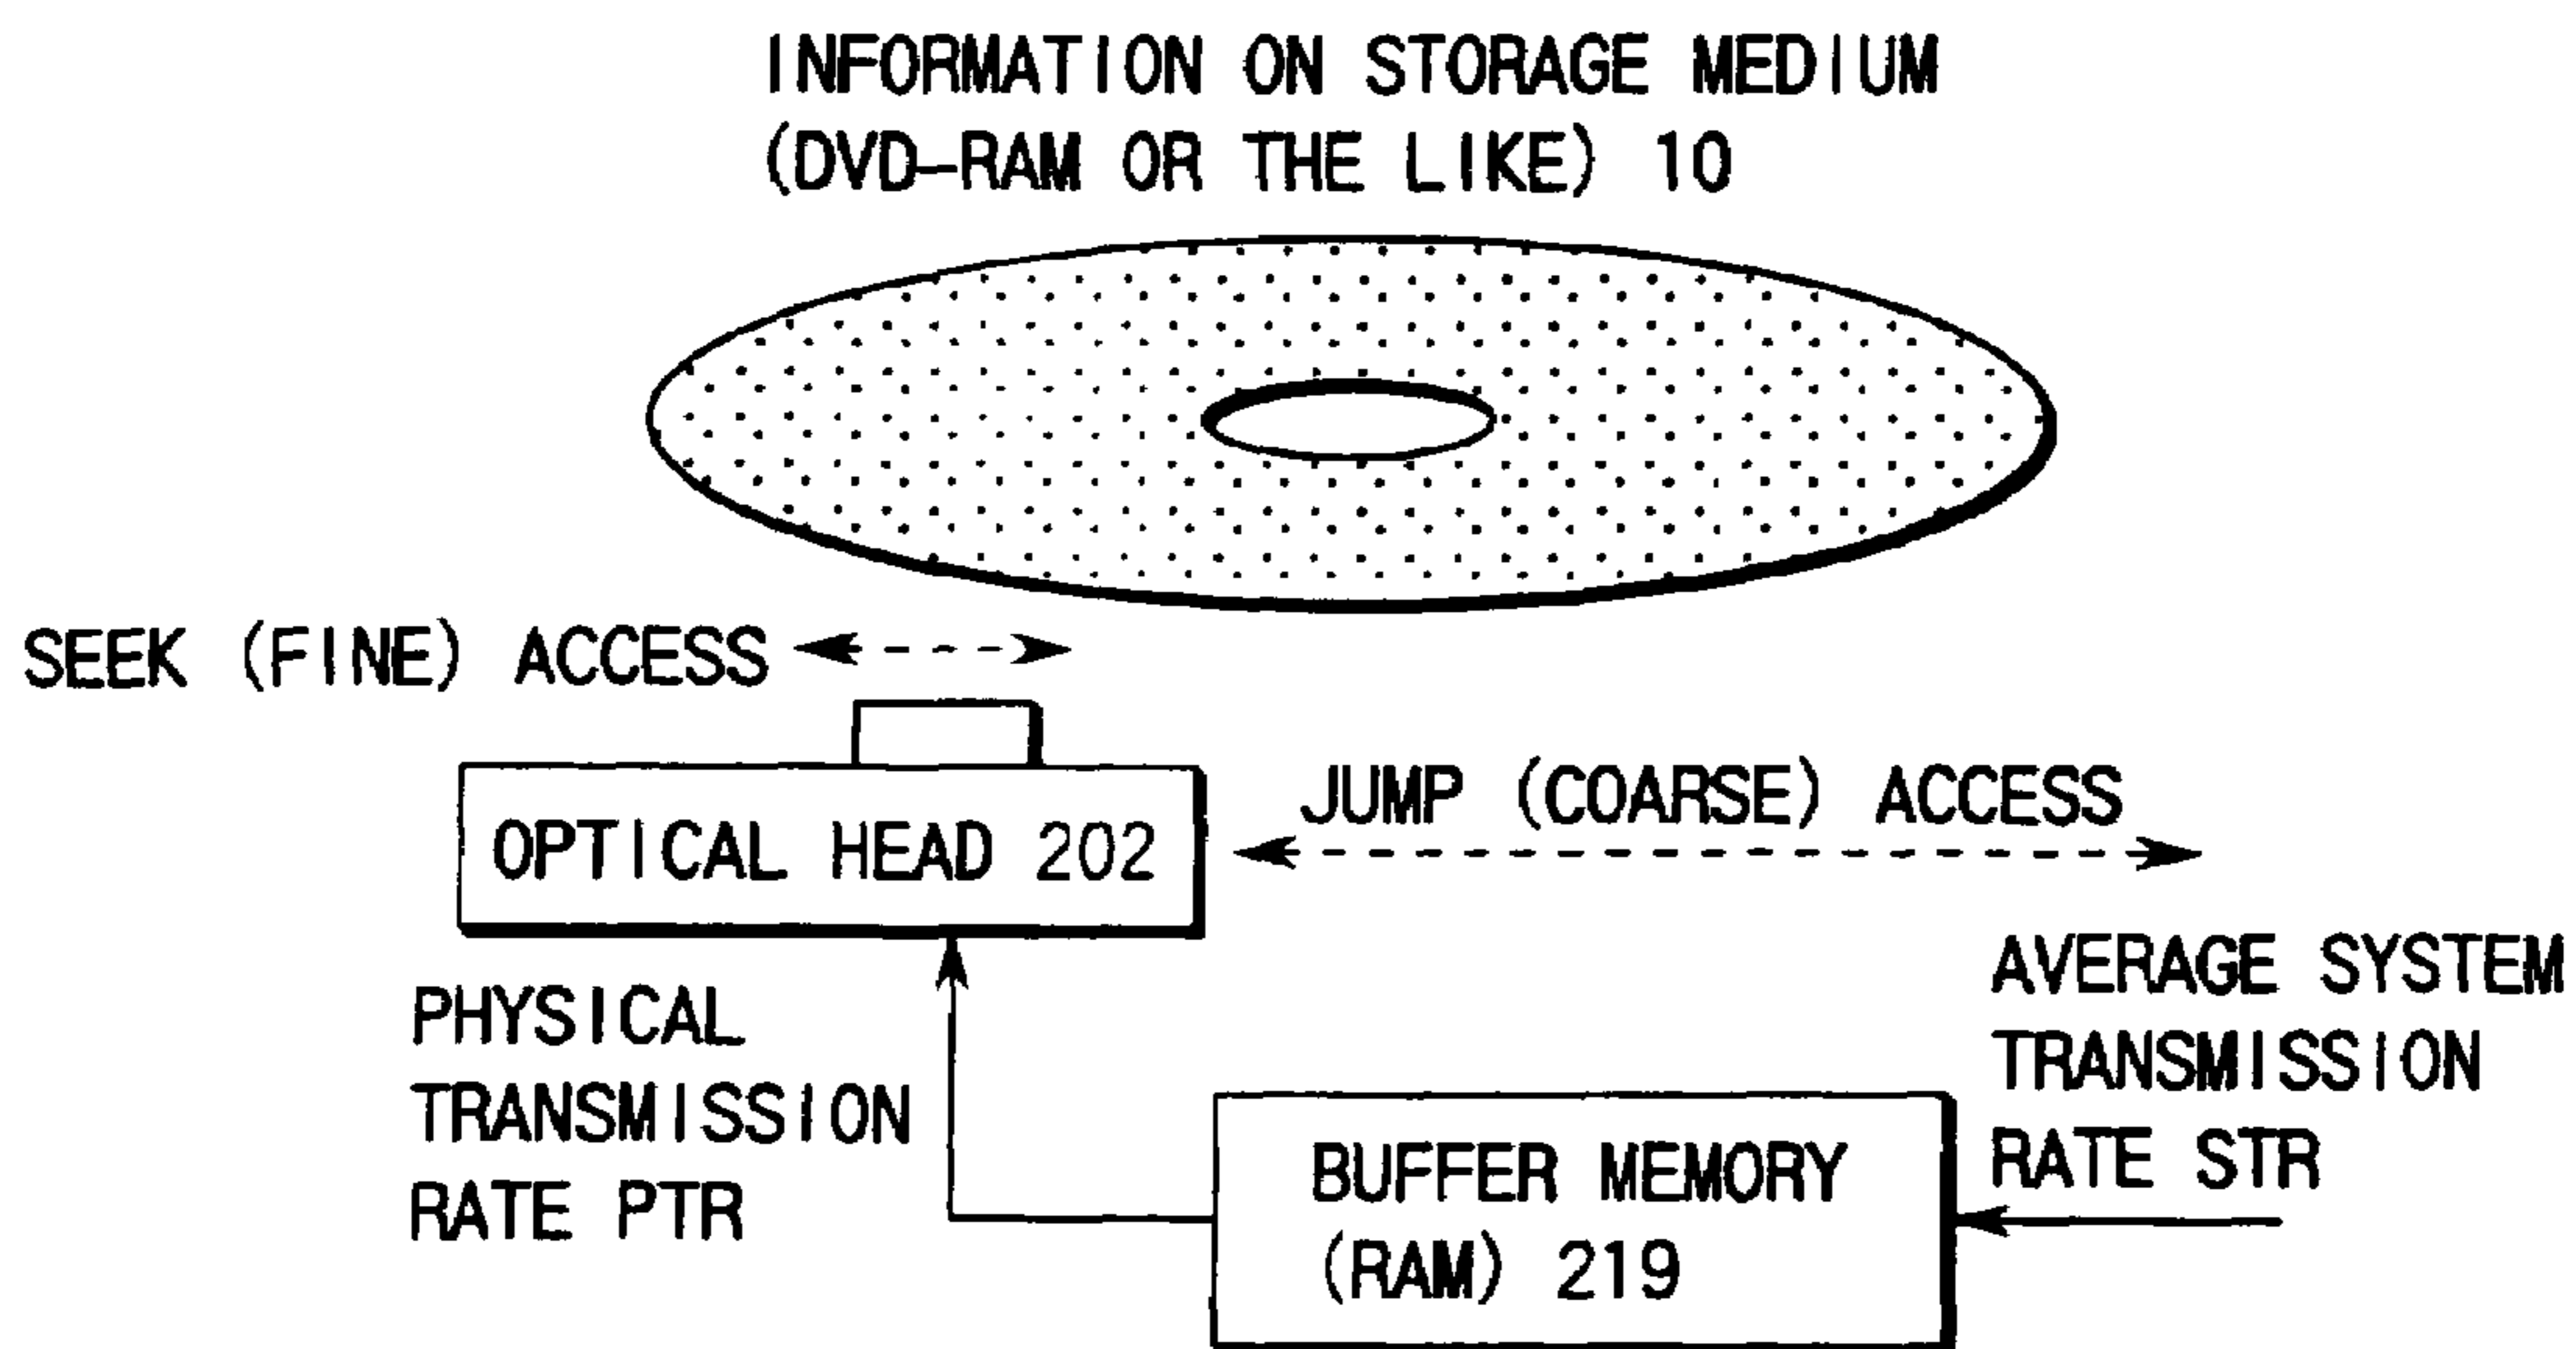 INFORMATION ON STORAGE MEDIUM
(DVD-RAM OR THE LIKE) 10
SEEK (FINE) ACCESS
JUMP (COARSE) ACCESS
OPTICAL HEAD 202
PHYSICAL
TRANSMISSION
RATE PTR
AVERAGE SYSTEM
TRANSMISSION
RATE STR
BUFFER MEMORY
(RAM) 219